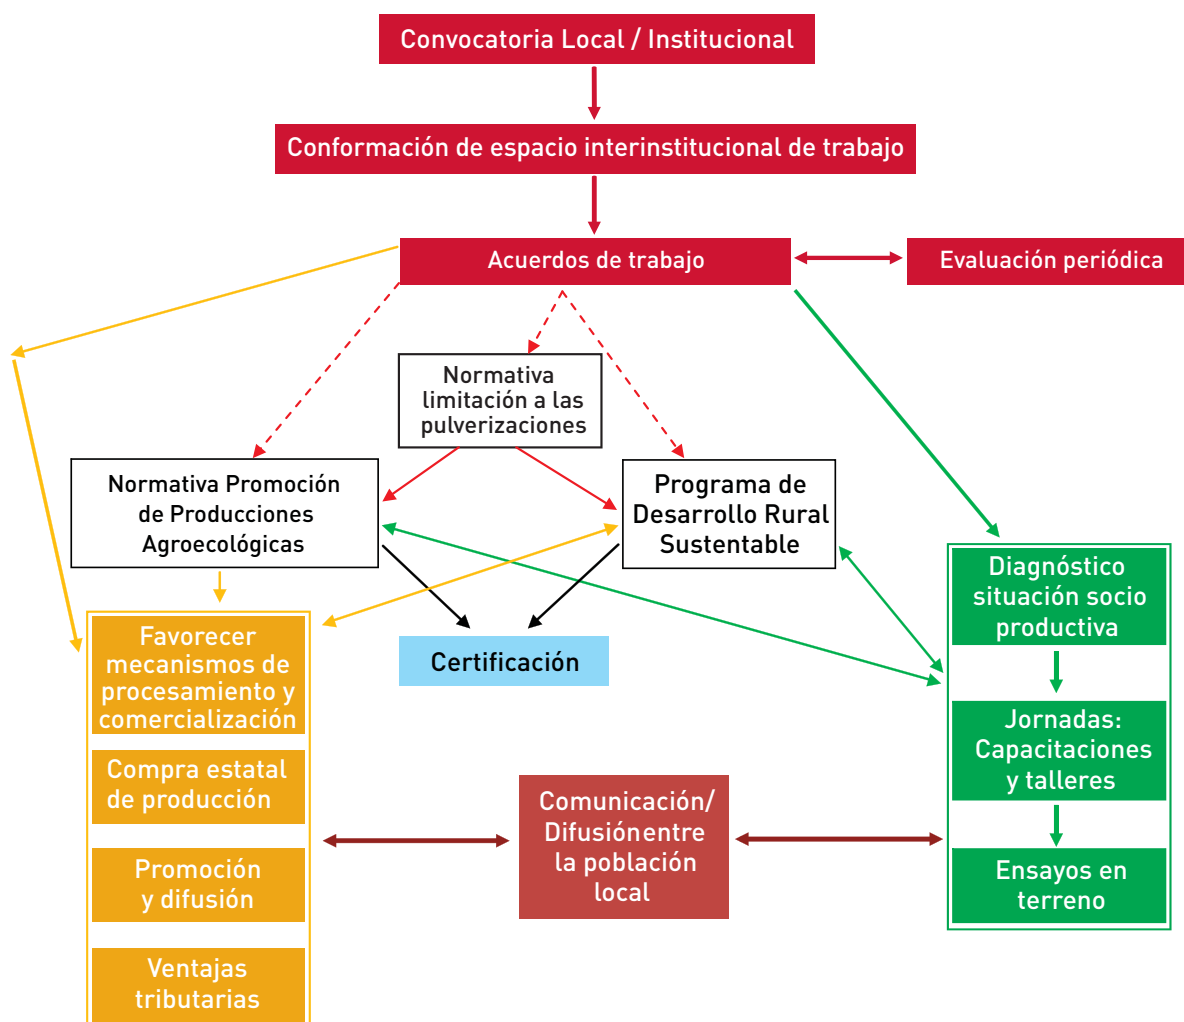 Convocatoria Local / Institucional
Conformación de espacio interinstitucional de trabajo
Acuerdos de trabajo
Evaluación periódica
Normativa
limitación a las
pulverizaciones
Normativa Promoción
de Producciones
Agroecológicas
Programa de
Desarrollo Rural
Sustentable
Diagnóstico
situación socio
productiva
Favorecer
mecanismos de
procesamiento y
comercialización
Certificación
Jornadas:
Capacitaciones
y talleres
Compra estatal
de producción
Comunicación/
Difusión entre
la población
local
Promoción
y difusión
Ensayos en
terreno
Ventajas
tributarias